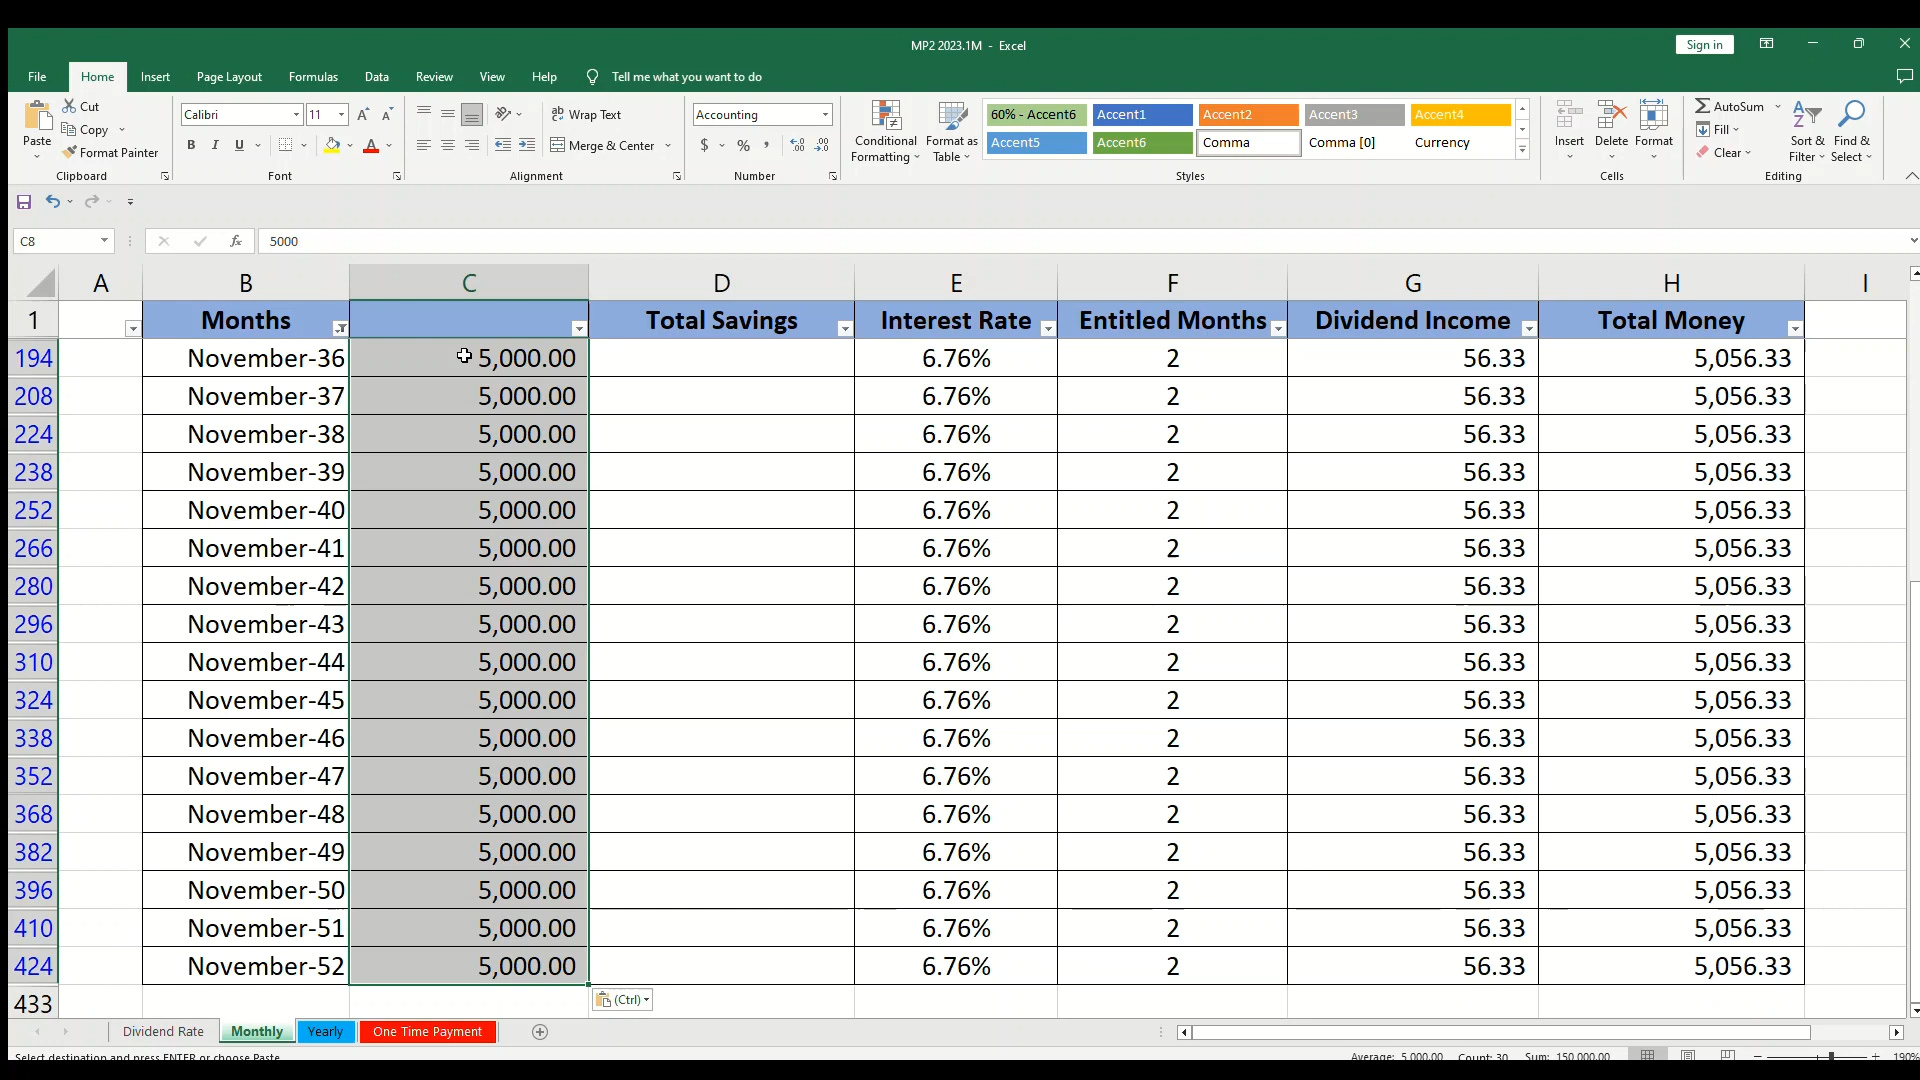 MP2 2023.1M - Excel
Sign in
File Home Insert Page Layout Formulas Data Review View Help Tell me what you want to do
Paste
Cut
Copy
Format Painter
Clipboard
Calibri 11
B I U
Font
Wrap Text
Merge & Center
Alignment
Accounting
$ % ,
Number
Conditional Formatting
Format as Table
60% - Accent6 Accent1 Accent2 Accent3 Accent4
Accent5 Accent6 Comma Comma [0] Currency
Styles
Insert Delete Format
Cells
AutoSum
Fill
Clear
Sort & Filter
Find & Select
Editing
C8 fx 5000
A B C D E F G H I
1 Months Total Savings Interest Rate Entitled Months Dividend Income Total Money
194 November-36 5,000.00 6.76% 2 56.33 5,056.33
208 November-37 5,000.00 6.76% 2 56.33 5,056.33
224 November-38 5,000.00 6.76% 2 56.33 5,056.33
238 November-39 5,000.00 6.76% 2 56.33 5,056.33
252 November-40 5,000.00 6.76% 2 56.33 5,056.33
266 November-41 5,000.00 6.76% 2 56.33 5,056.33
280 November-42 5,000.00 6.76% 2 56.33 5,056.33
296 November-43 5,000.00 6.76% 2 56.33 5,056.33
310 November-44 5,000.00 6.76% 2 56.33 5,056.33
324 November-45 5,000.00 6.76% 2 56.33 5,056.33
338 November-46 5,000.00 6.76% 2 56.33 5,056.33
352 November-47 5,000.00 6.76% 2 56.33 5,056.33
368 November-48 5,000.00 6.76% 2 56.33 5,056.33
382 November-49 5,000.00 6.76% 2 56.33 5,056.33
396 November-50 5,000.00 6.76% 2 56.33 5,056.33
410 November-51 5,000.00 6.76% 2 56.33 5,056.33
424 November-52 5,000.00 6.76% 2 56.33 5,056.33
433
(Ctrl)
Dividend Rate Monthly Yearly One Time Payment
Select destination and press ENTER or choose Paste Average: 5,000.00 Count: 30 Sum: 150,000.00 190%